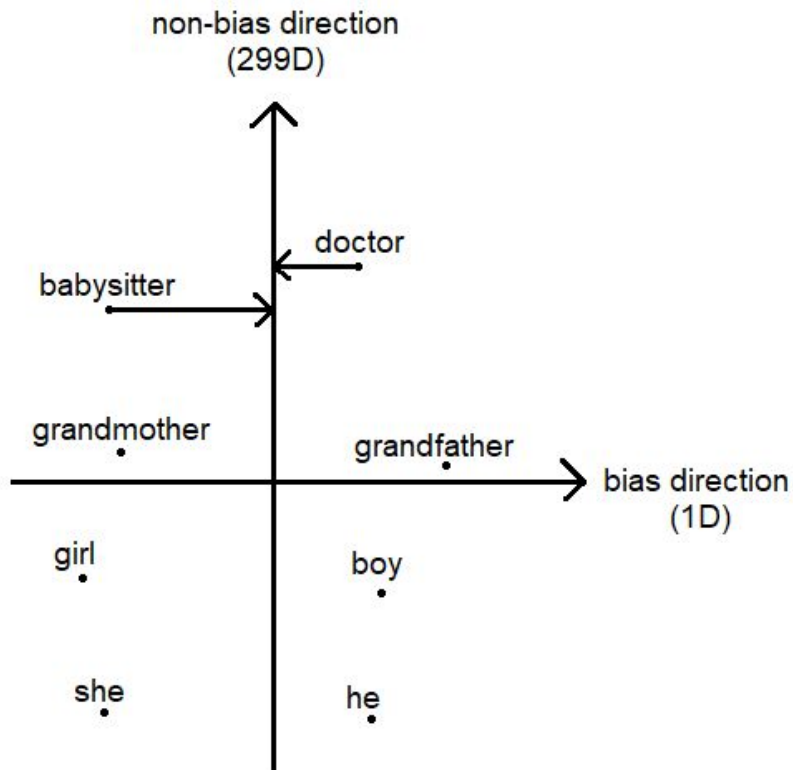 non-bias direction
(299D)
doctor
babysitter
grandmother
grandfather
bias direction
(1D)
girl
boy
she
he